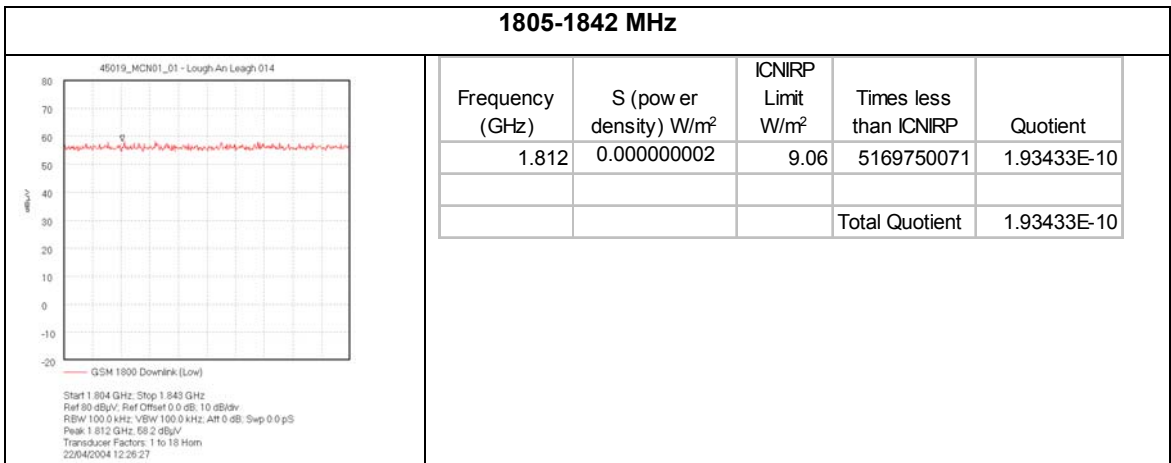 1805-1842 MHz
45019_MCN01_01 - Lough An Leagh 014
80
70
60
50
40
30
20
10
0
-10
-20
dBµV
GSM 1800 Downlink (Low)
Start 1.804 GHz; Stop 1.843 GHz
Ref 80 dBµV; Ref Offset 0.0 dB; 10 dB/div
RBW 100.0 kHz; VBW 100.0 kHz; Att 0 dB; Swp 0.0 pS
Peak 1.812 GHz, 58.2 dBµV
Transducer Factors: 1 to 18 Horn
22/04/2004 12:26:27
Frequency (GHz) S (pow er density) W/m² ICNIRP Limit W/m² Times less than ICNIRP Quotient
1.812 0.000000002 9.06 5169750071 1.93433E-10
Total Quotient 1.93433E-10